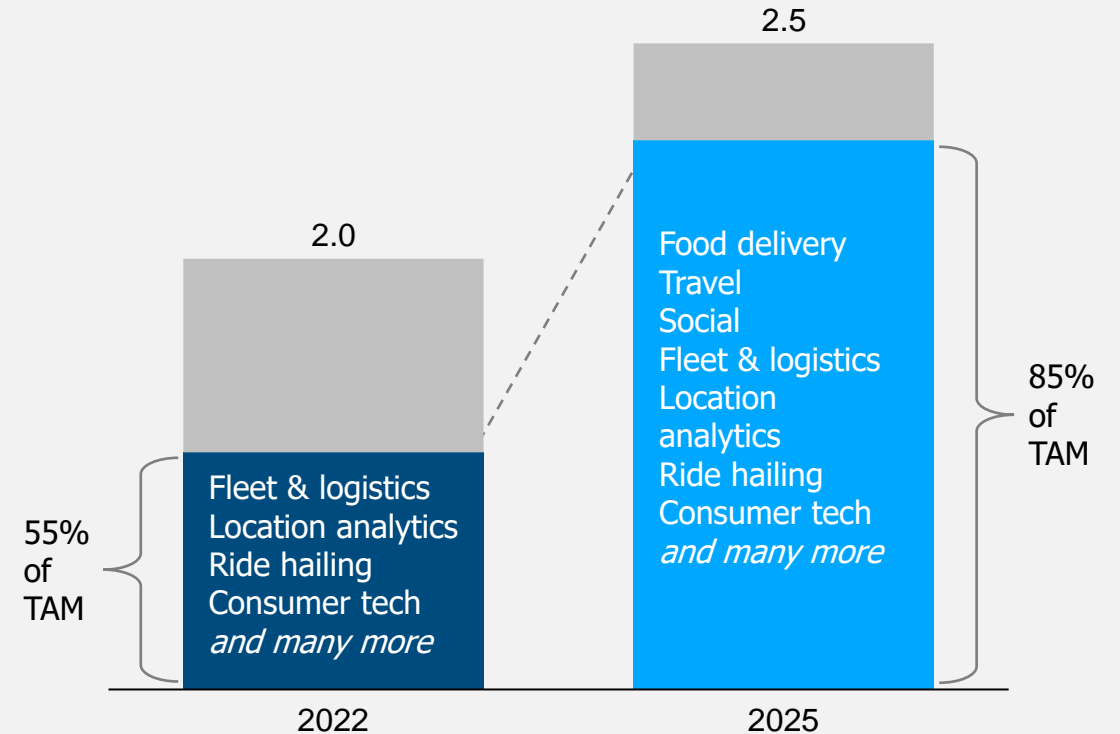 2.5
2.0
Food delivery
Travel
Social
Fleet & logistics
Location
analytics
Ride hailing
Consumer tech
and many more
85%
of
TAM
Fleet & logistics
Location analytics
Ride hailing
Consumer tech
and many more
55%
of
TAM
2022
2025